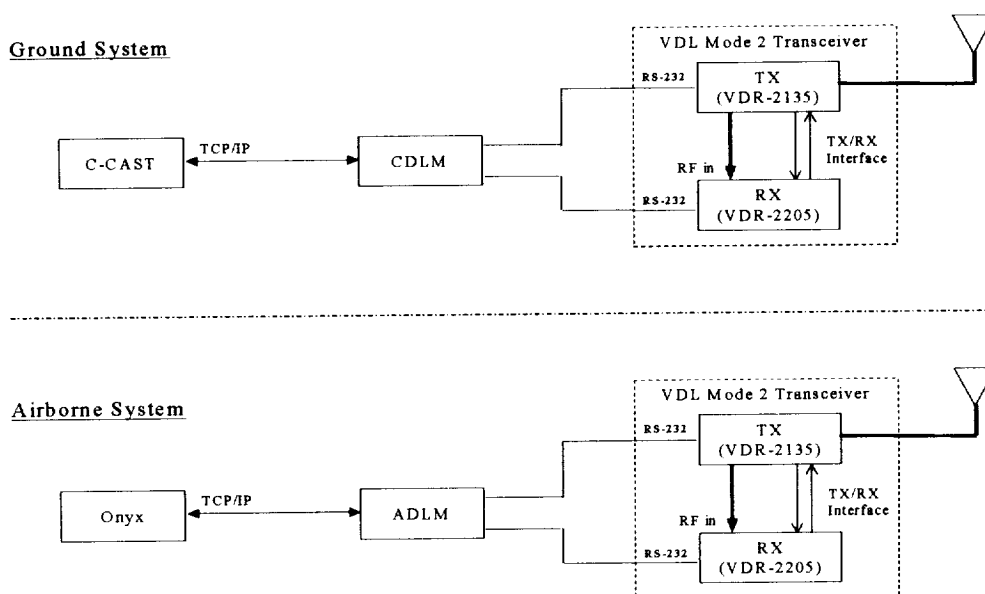 Ground System
VDL Mode 2 Transceiver
RS-232
TX
(VDR-2135)
C-CAST
TCP/IP
CDLM
RF in
TX/RX
Interface
RS-232
RX
(VDR-2205)
Airborne System
VDL Mode 2 Transceiver
RS-232
TX
(VDR-2135)
Onyx
TCP/IP
ADLM
RF in
TX/RX
Interface
RS-232
RX
(VDR-2205)